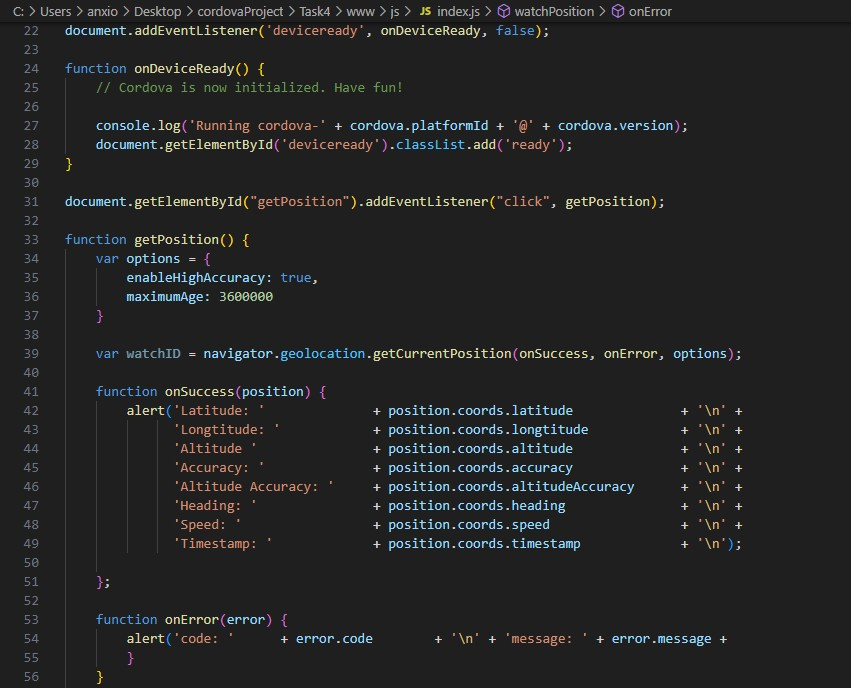 C: > Users > anxio > Desktop > cordovaProject > Task4 > www > js > JS index.js > watchPosition > onError
22 document.addEventListener('deviceready', onDeviceReady, false);
23
24 function onDeviceReady() {
25     // Cordova is now initialized. Have fun!
26
27     console.log('Running cordova-' + cordova.platformId + '@' + cordova.version);
28     document.getElementById('deviceready').classList.add('ready');
29 }
30
31 document.getElementById("getPosition").addEventListener("click", getPosition);
32
33 function getPosition() {
34     var options = {
35         enableHighAccuracy: true,
36         maximumAge: 3600000
37     }
38
39     var watchID = navigator.geolocation.getCurrentPosition(onSuccess, onError, options);
40
41     function onSuccess(position) {
42         alert('Latitude: '              + position.coords.latitude              + '\n' +
43               'Longtitude: '            + position.coords.longtitude            + '\n' +
44               'Altitude '               + position.coords.altitude              + '\n' +
45               'Accuracy: '              + position.coords.accuracy              + '\n' +
46               'Altitude Accuracy: '     + position.coords.altitudeAccuracy      + '\n' +
47               'Heading: '               + position.coords.heading               + '\n' +
48               'Speed: '                 + position.coords.speed                 + '\n' +
49               'Timestamp: '             + position.coords.timestamp             + '\n');
50
51     };
52
53     function onError(error) {
54         alert('code: '      + error.code        + '\n' + 'message: ' + error.message +
55         }
56     }